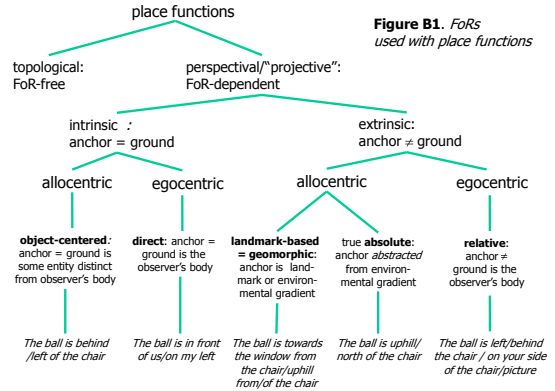 place functions
Figure B1. FoRs
used with place functions
topological:
FoR-free
perspectival/“projective”:
FoR-dependent
intrinsic :
anchor = ground
extrinsic:
anchor ≠ ground
allocentric
egocentric
allocentric
egocentric
object-centered:
anchor = ground is
some entity distinct
from observer’s body
direct: anchor =
ground is the
observer’s body
landmark-based
= geomorphic:
anchor is land-
mark or environ-
mental gradient
true absolute:
anchor abstracted
from environ-
mental gradient
relative:
anchor ≠
ground is the
observer’s body
The ball is behind
/left of the chair
The ball is in front
of us/on my left
The ball is towards
the window from
the chair/uphill
from/of the chair
The ball is uphill/
north of the chair
The ball is left/behind
the chair / on your side
of the chair/picture